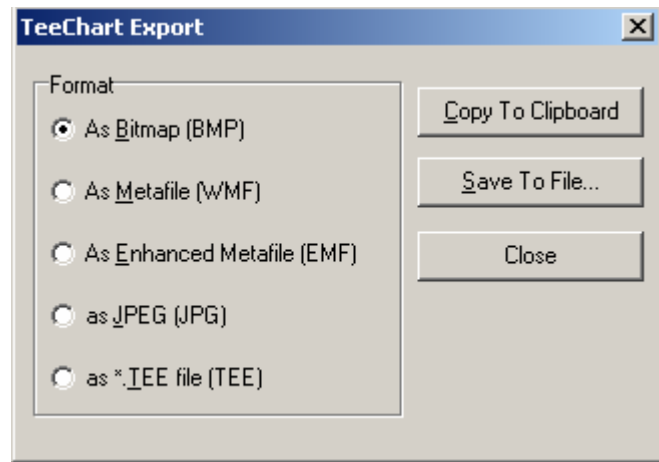 TeeChart Export
Format
As Bitmap (BMP)
As Metafile (WMF)
As Enhanced Metafile (EMF)
as JPEG (JPG)
as *.TEE file (TEE)
Copy To Clipboard
Save To File...
Close